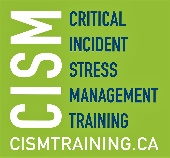 CISM
CRITICAL
INCIDENT
STRESS
MANAGEMENT
TRAINING
CISMTRAINING.CA